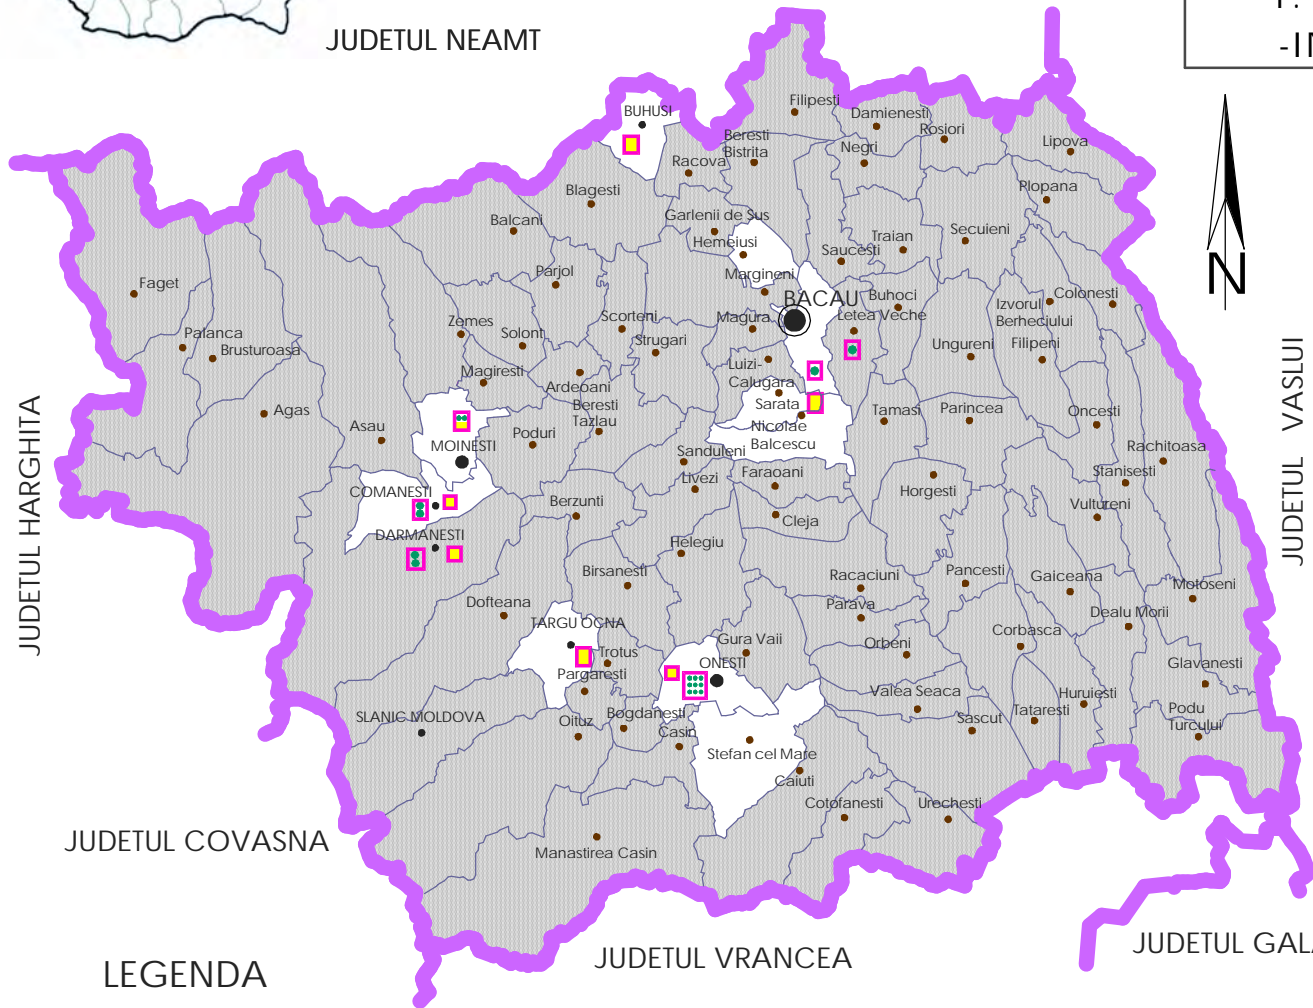 JUDETUL NEAMT
-IN
BUHUSI
Filipesti
Damienesti
Rosiori
Lipova
Beresti
Bistrita
Negri
Racova
Plopana
Blagesti
Balcani
Garlenii de Sus
Hemeiusi
Traian
Secuieni
Saucesti
Parjol
Margineni
Faget
BACAU
Buhoci
Izvorul
Berheciului
Colonesti
Letea Veche
Magura
Scorteni
Zemes
Solont
Strugari
Palanca
Brusturoasa
Ungureni
Filipeni
Luizi-
Calugara
Magiresti
Ardeoani
Beresti
Tazlau
Sarata
Nicolae
Balcescu
Tamasi
Parincea
Oncesti
Agas
Asau
MOINESTI
Poduri
Sanduleni
Rachitoasa
Faraoani
Livezi
Stanisesti
Horgesti
COMANESTI
Berzunti
Vultureni
Cleja
DARMANESTI
Helegiu
Birsanesti
Racaciuni
Pancesti
Gaiceana
Motoseni
Dofteana
Parava
Dealu Morii
TARGU OCNA
Corbasca
Gura Vaii
Orbeni
Trotus
ONESTI
Glavanesti
Pargaresti
Valea Seaca
Huruiesti
SLANIC MOLDOVA
Oituz
Bogdanesti
Sascut
Tataresti
Podu
Turcului
Casin
Stefan cel Mare
Caiuti
Cotofanesti
Urechesti
Manastirea Casin
JUDETUL HARGHITA
JUDETUL VASLUI
N
JUDETUL COVASNA
JUDETUL VRANCEA
JUDETUL GALA
LEGENDA